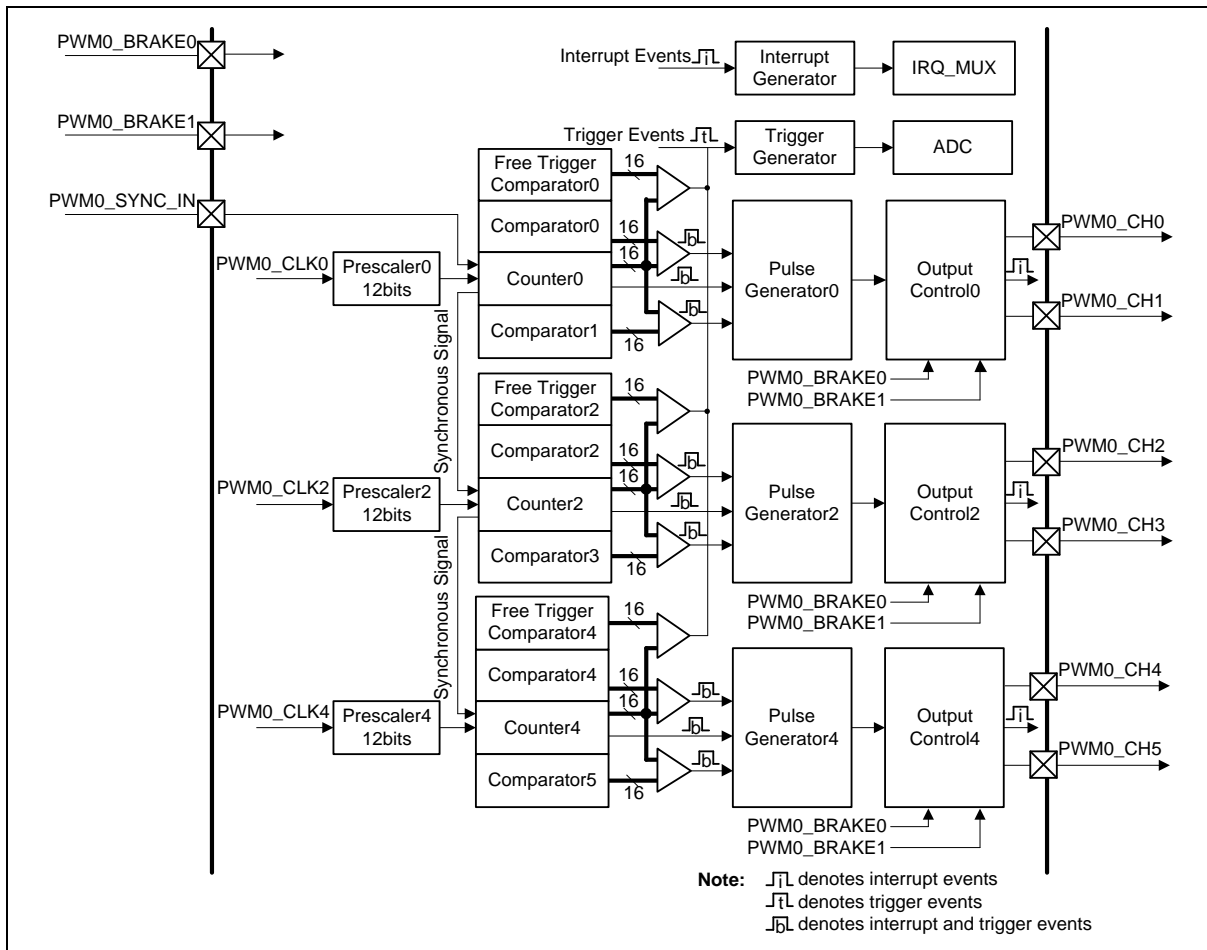 PWM0_BRAKE0
PWM0_BRAKE1
PWM0_SYNC_IN
Interrupt Events i
Interrupt
Generator
IRQ_MUX
Trigger Events t
Trigger
Generator
ADC
Free Trigger
Comparator0
16
Comparator0
16
16
b
PWM0_CLK0
Prescaler0
12bits
Counter0
b
Comparator1
16
b
Pulse
Generator0
Output
Control0
PWM0_CH0
i
PWM0_CH1
PWM0_BRAKE0
PWM0_BRAKE1
Synchronous Signal
Free Trigger
Comparator2
16
Comparator2
16
16
b
PWM0_CLK2
Prescaler2
12bits
Counter2
b
Comparator3
16
b
Pulse
Generator2
Output
Control2
PWM0_CH2
i
PWM0_CH3
PWM0_BRAKE0
PWM0_BRAKE1
Synchronous Signal
Free Trigger
Comparator4
16
Comparator4
16
16
b
PWM0_CLK4
Prescaler4
12bits
Counter4
b
Comparator5
16
b
Pulse
Generator4
Output
Control4
PWM0_CH4
i
PWM0_CH5
PWM0_BRAKE0
PWM0_BRAKE1
Note: i denotes interrupt events
t denotes trigger events
b denotes interrupt and trigger events